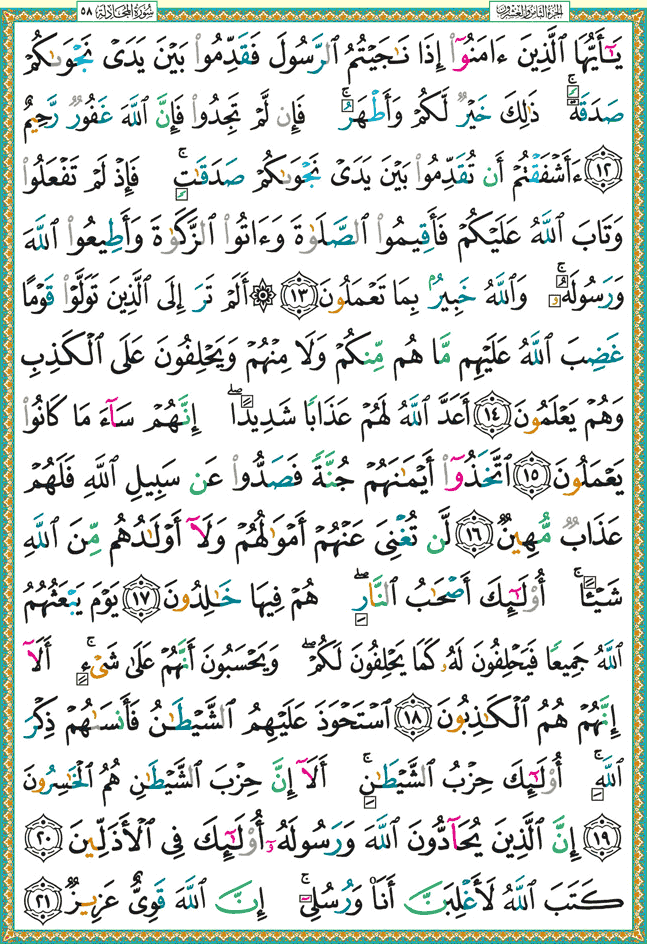 الجزء الثامن والعشرون
سورة المجادلة ٥٨
يَـٰٓأَيُّهَا ٱلَّذِينَ ءَامَنُوٓا۟ إِذَا نَـٰجَيْتُمُ ٱلرَّسُولَ فَقَدِّمُوا۟ بَيْنَ يَدَىْ نَجْوَىٰكُمْ
صَدَقَةً ۚ ذَٰلِكَ خَيْرٌ لَّكُمْ وَأَطْهَرُ ۚ فَإِن لَّمْ تَجِدُوا۟ فَإِنَّ ٱللَّهَ غَفُورٌ رَّحِيمٌ
١٢ ءَأَشْفَقْتُمْ أَن تُقَدِّمُوا۟ بَيْنَ يَدَىْ نَجْوَىٰكُمْ صَدَقَـٰتٍ ۚ فَإِذْ لَمْ تَفْعَلُوا۟
وَتَابَ ٱللَّهُ عَلَيْكُمْ فَأَقِيمُوا۟ ٱلصَّلَوٰةَ وَءَاتُوا۟ ٱلزَّكَوٰةَ وَأَطِيعُوا۟ ٱللَّهَ
وَرَسُولَهُۥ ۚ وَٱللَّهُ خَبِيرٌۢ بِمَا تَعْمَلُونَ ١٣ ۞ أَلَمْ تَرَ إِلَى ٱلَّذِينَ تَوَلَّوْا۟ قَوْمًا
غَضِبَ ٱللَّهُ عَلَيْهِم مَّا هُم مِّنكُمْ وَلَا مِنْهُمْ وَيَحْلِفُونَ عَلَى ٱلْكَذِبِ
وَهُمْ يَعْلَمُونَ ١٤ أَعَدَّ ٱللَّهُ لَهُمْ عَذَابًا شَدِيدًا ۖ إِنَّهُمْ سَآءَ مَا كَانُوا۟
يَعْمَلُونَ ١٥ ٱتَّخَذُوٓا۟ أَيْمَـٰنَهُمْ جُنَّةً فَصَدُّوا۟ عَن سَبِيلِ ٱللَّهِ فَلَهُمْ
عَذَابٌ مُّهِينٌ ١٦ لَّن تُغْنِىَ عَنْهُمْ أَمْوَٰلُهُمْ وَلَآ أَوْلَـٰدُهُم مِّنَ ٱللَّهِ
شَيْـًٔا ۚ أُو۟لَـٰٓئِكَ أَصْحَـٰبُ ٱلنَّارِ ۖ هُمْ فِيهَا خَـٰلِدُونَ ١٧ يَوْمَ يَبْعَثُهُمُ
ٱللَّهُ جَمِيعًا فَيَحْلِفُونَ لَهُۥ كَمَا يَحْلِفُونَ لَكُمْ ۖ وَيَحْسَبُونَ أَنَّهُمْ عَلَىٰ شَىْءٍ ۚ أَلَآ
إِنَّهُمْ هُمُ ٱلْكَـٰذِبُونَ ١٨ ٱسْتَحْوَذَ عَلَيْهِمُ ٱلشَّيْطَـٰنُ فَأَنسَىٰهُمْ ذِكْرَ
ٱللَّهِ ۚ أُو۟لَـٰٓئِكَ حِزْبُ ٱلشَّيْطَـٰنِ ۚ أَلَآ إِنَّ حِزْبَ ٱلشَّيْطَـٰنِ هُمُ ٱلْخَـٰسِرُونَ
١٩ إِنَّ ٱلَّذِينَ يُحَآدُّونَ ٱللَّهَ وَرَسُولَهُۥٓ أُو۟لَـٰٓئِكَ فِى ٱلْأَذَلِّينَ ٢٠
كَتَبَ ٱللَّهُ لَأَغْلِبَنَّ أَنَا۠ وَرُسُلِىٓ ۚ إِنَّ ٱللَّهَ قَوِىٌّ عَزِيزٌ ٢١